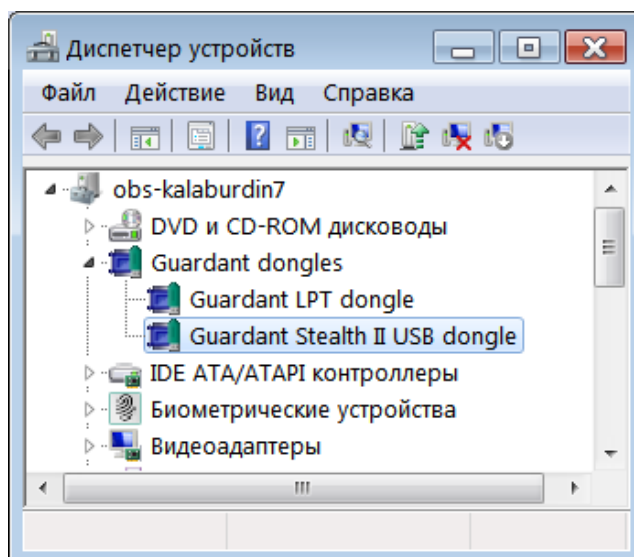 Диспетчер устройств
Файл Действие Вид Справка
obs-kalaburdin7
DVD и CD-ROM дисководы
Guardant dongles
Guardant LPT dongle
Guardant Stealth II USB dongle
IDE ATA/ATAPI контроллеры
Биометрические устройства
Видеоадаптеры